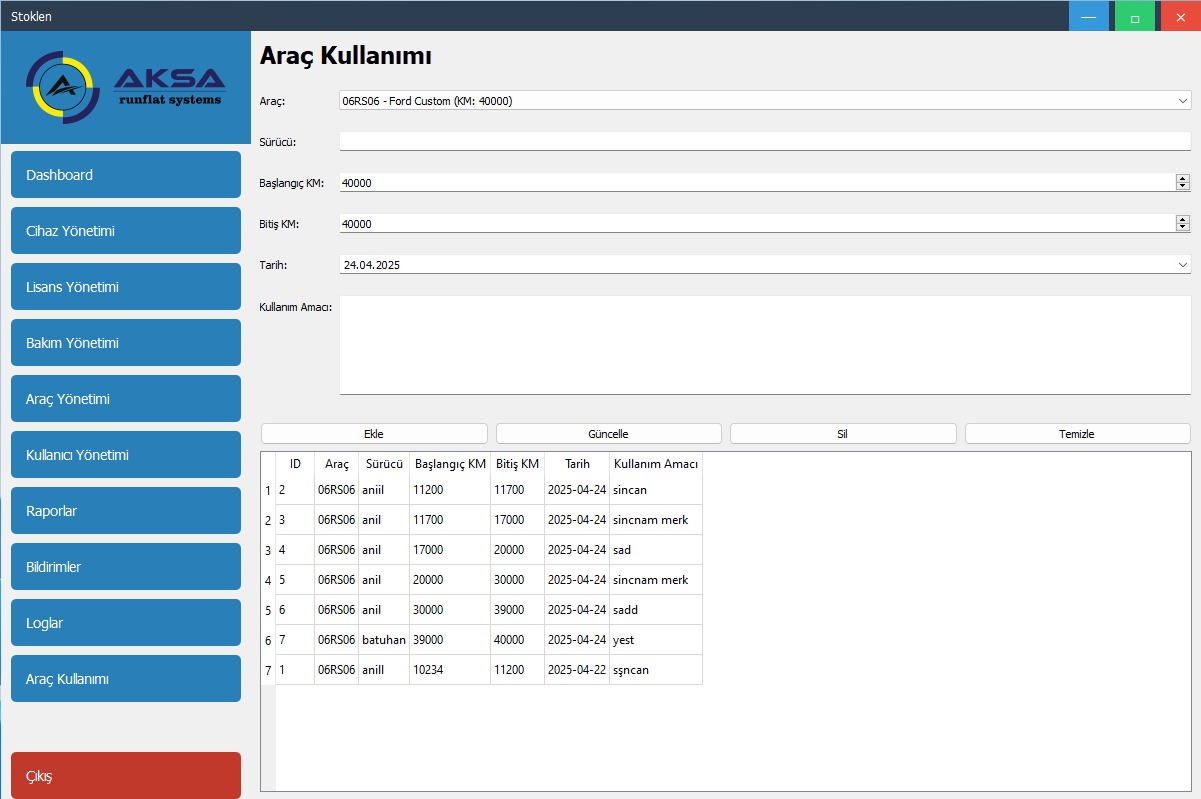 Stoklen
AKSA
runflat systems
Dashboard
Cihaz Yönetimi
Lisans Yönetimi
Bakım Yönetimi
Araç Yönetimi
Kullanıcı Yönetimi
Raporlar
Bildirimler
Loglar
Araç Kullanımı
Çıkış
Araç Kullanımı
Araç: 06RS06 - Ford Custom (KM: 40000)
Sürücü:
Başlangıç KM: 40000
Bitiş KM: 40000
Tarih: 24.04.2025
Kullanım Amacı:
Ekle Güncelle Sil Temizle
ID Araç Sürücü Başlangıç KM Bitiş KM Tarih Kullanım Amacı
1 2 06RS06 aniil 11200 11700 2025-04-24 sincan
2 3 06RS06 anil 11700 17000 2025-04-24 sincnam merk
3 4 06RS06 anil 17000 20000 2025-04-24 sad
4 5 06RS06 anil 20000 30000 2025-04-24 sincnam merk
5 6 06RS06 anil 30000 39000 2025-04-24 sadd
6 7 06RS06 batuhan 39000 40000 2025-04-24 yest
7 1 06RS06 anill 10234 11200 2025-04-22 sşncan